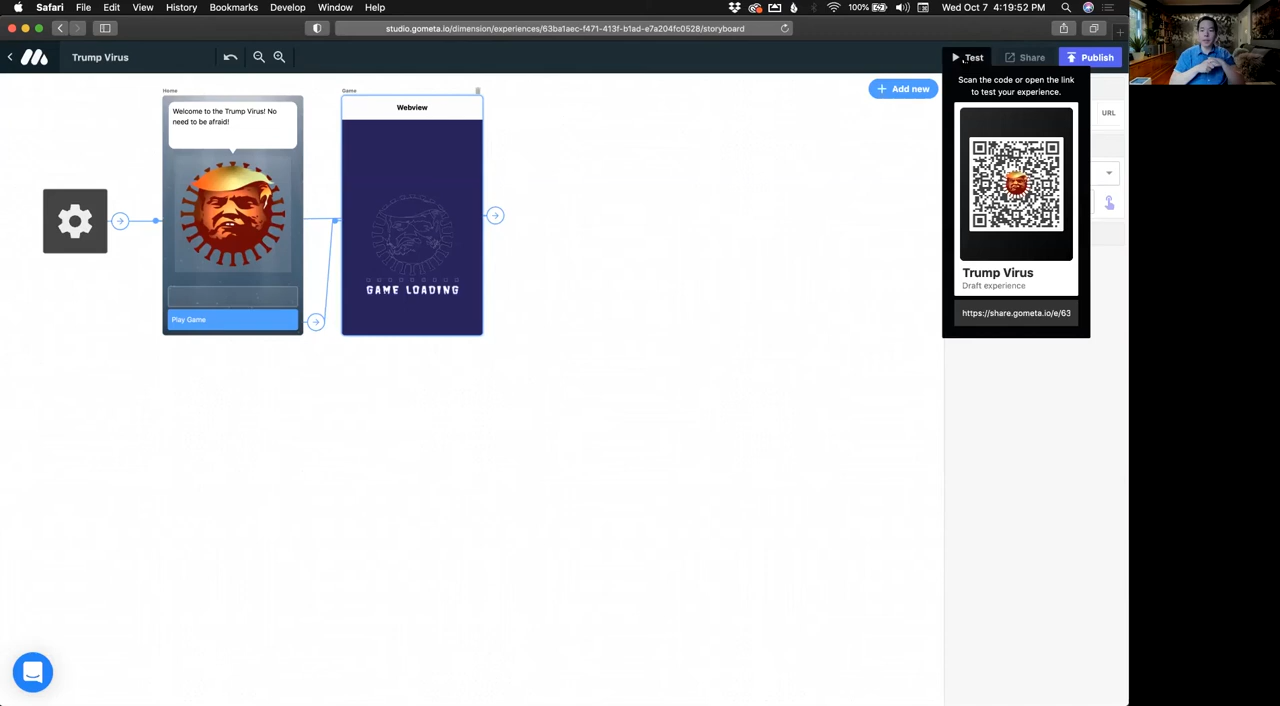 Safari File Edit View History Bookmarks Develop Window Help
100% Wed Oct 7 4:19:52 PM
studio.gometa.io/dimension/experiences/63ba1aec-f471-413f-b1ad-e7a204fc0528/storyboard
Trump Virus
Test
Share
Publish
Scan the code or open the link
to test your experience.
Trump Virus
Draft experience
https://share.gometa.io/e/63
Add new
URL
Home
Welcome to the Trump Virus! No
need to be afraid!
Play Game
Game
Webview
GAME LOADING